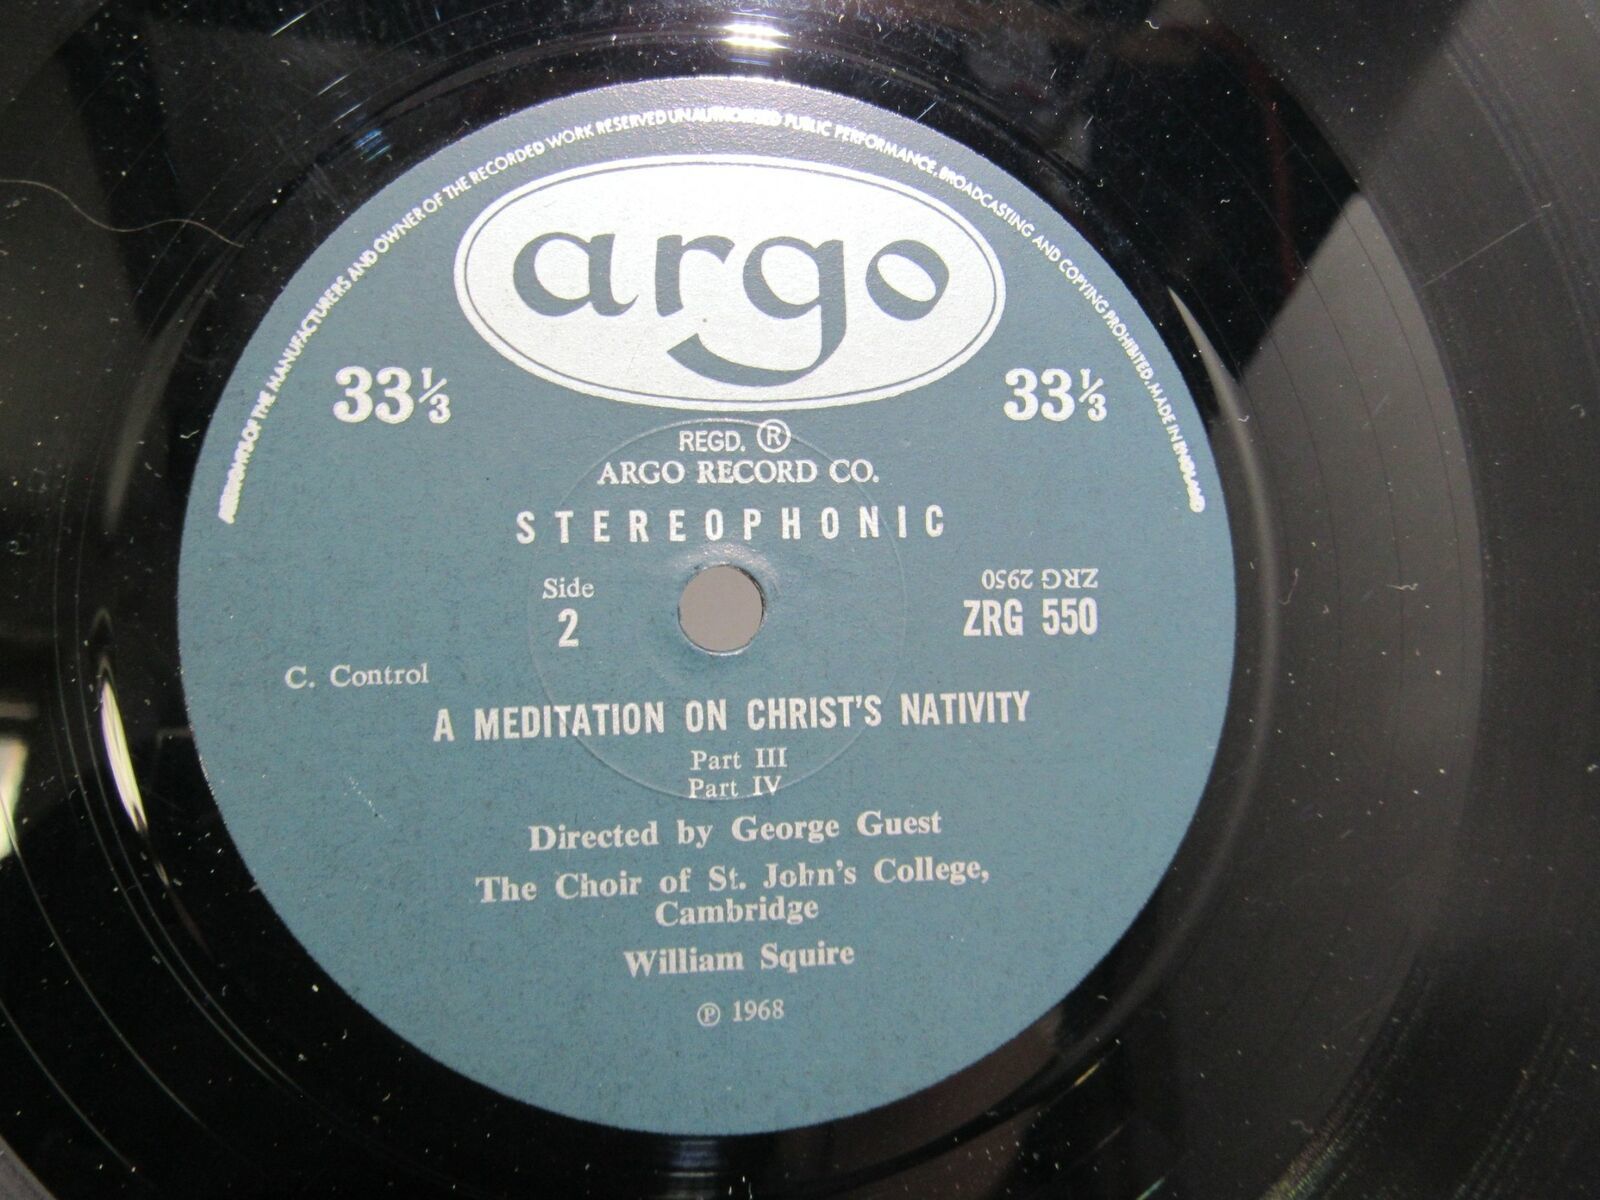 ALL RIGHTS OF THE MANUFACTURERS AND OWNER OF THE RECORDED WORK RESERVED UNAUTHORISED PUBLIC PERFORMANCE, BROADCASTING AND COPYING PROHIBITED. MADE IN ENGLAND
argo
33⅓ 33⅓
REGD. ®
ARGO RECORD CO.
STEREOPHONIC
Side
2
ZRG 2950
ZRG 550
C. Control
A MEDITATION ON CHRIST'S NATIVITY
Part III
Part IV
Directed by George Guest
The Choir of St. John's College,
Cambridge
William Squire
℗ 1968